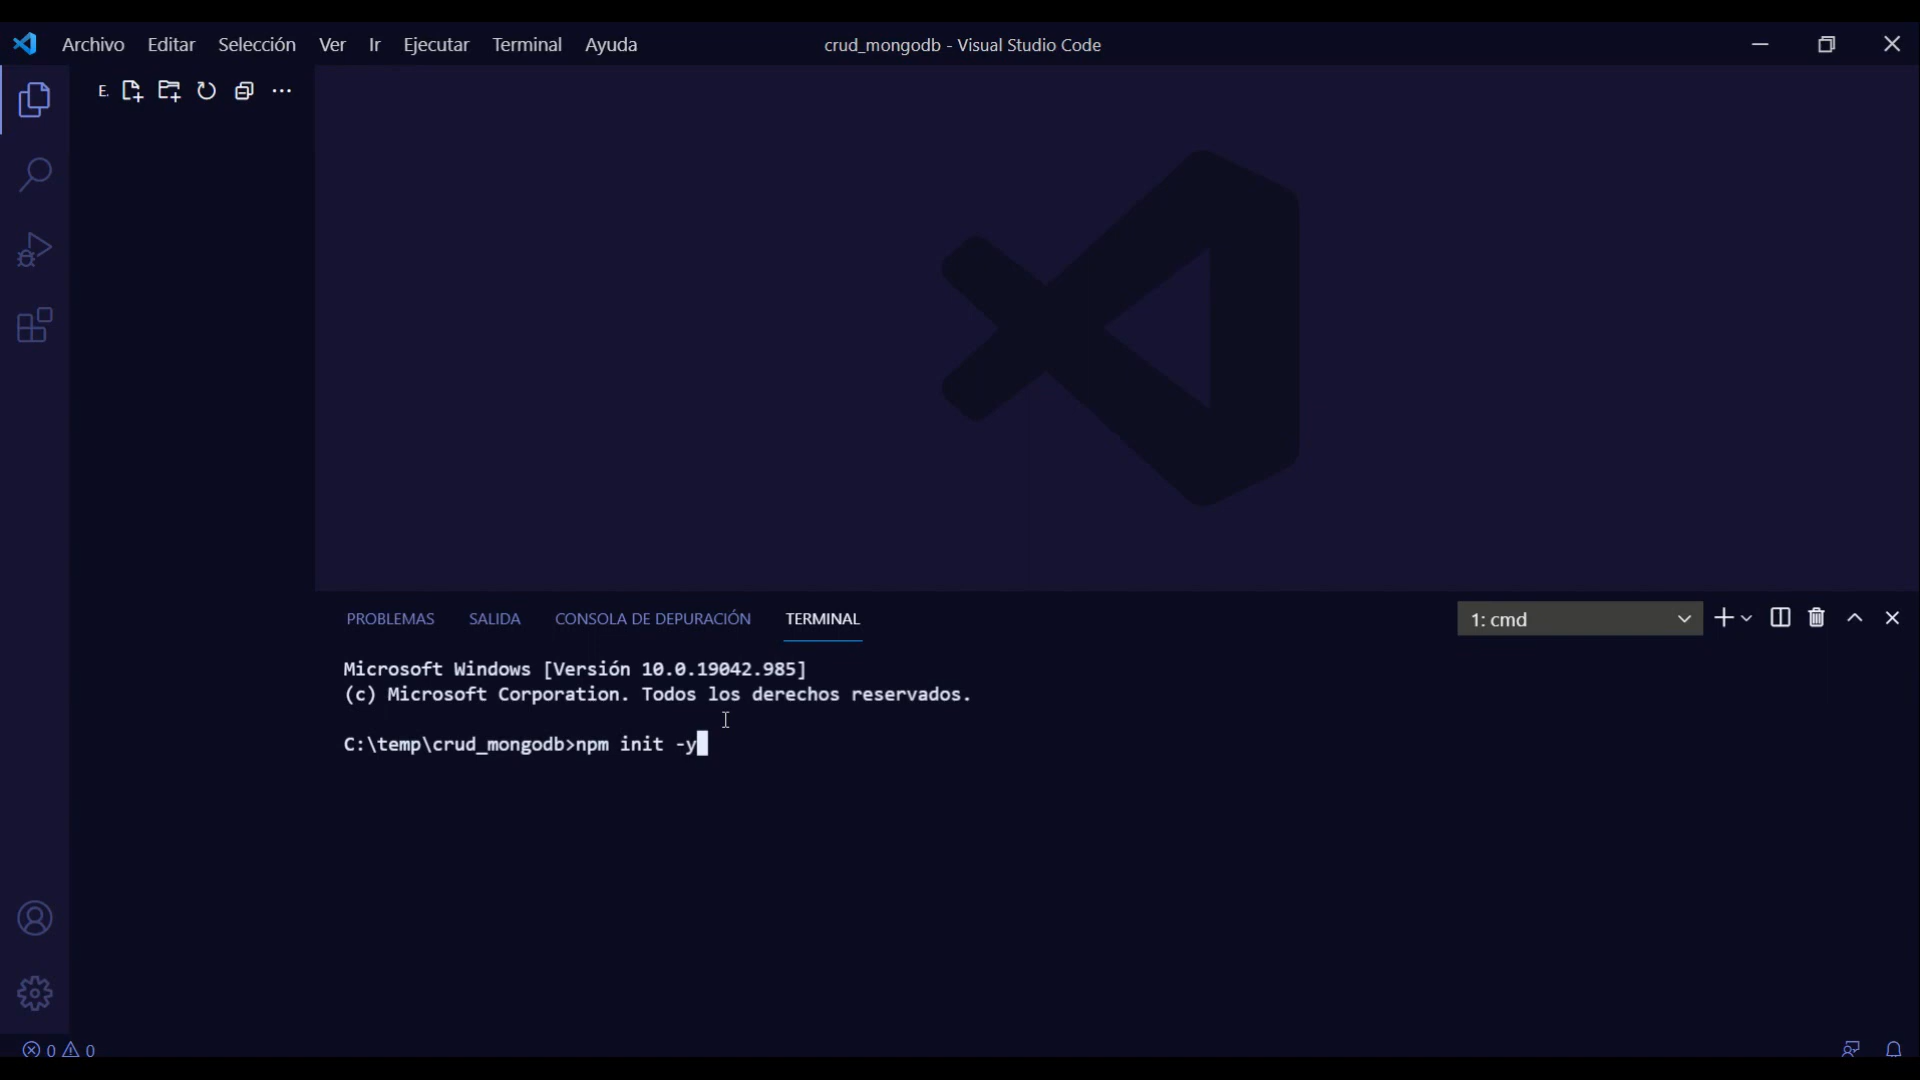 Archivo Editar Selección Ver Ir Ejecutar Terminal Ayuda crud_mongodb - Visual Studio Code
E.
PROBLEMAS SALIDA CONSOLA DE DEPURACIÓN TERMINAL 1: cmd
Microsoft Windows [Versión 10.0.19042.985]
(c) Microsoft Corporation. Todos los derechos reservados.
C:\temp\crud_mongodb>npm init -y
0 0